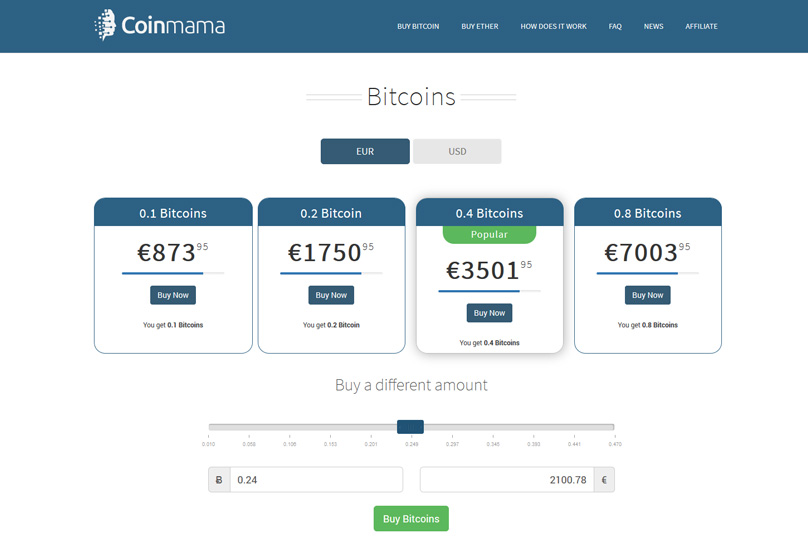 Coinmama BUY BITCOIN BUY ETHER HOW DOES IT WORK FAQ NEWS AFFILIATE
Bitcoins
EUR USD
0.1 Bitcoins
€873 95
Buy Now
You get 0.1 Bitcoins
0.2 Bitcoin
€1750 95
Buy Now
You get 0.2 Bitcoin
0.4 Bitcoins
Popular
€3501 95
Buy Now
You get 0.4 Bitcoins
0.8 Bitcoins
€7003 95
Buy Now
You get 0.8 Bitcoins
Buy a different amount
0.010 0.058 0.106 0.153 0.201 0.249 0.297 0.345 0.393 0.441 0.470
Ƀ 0.24 2100.78 €
Buy Bitcoins